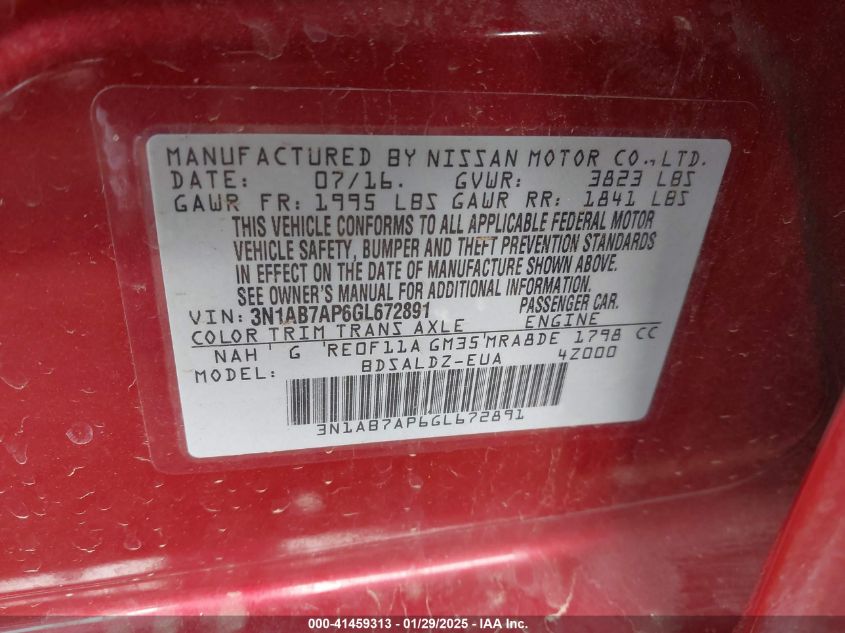 MANUFACTURED BY NISSAN MOTOR CO.,LTD.
DATE: 07/16. GVWR: 3823 LBS
GAWR FR: 1995 LBS GAWR RR: 1841 LBS
THIS VEHICLE CONFORMS TO ALL APPLICABLE FEDERAL MOTOR
VEHICLE SAFETY, BUMPER AND THEFT PREVENTION STANDARDS
IN EFFECT ON THE DATE OF MANUFACTURE SHOWN ABOVE.
SEE OWNER'S MANUAL FOR ADDITIONAL INFORMATION.
VIN: 3N1AB7AP6GL672891 PASSENGER CAR.
COLOR TRIM TRANS AXLE ENGINE
NAH ' G 'RE0F11A GM35'MRA8DE 1798 CC
MODEL: BDSALDZ-EUA 4Z000
3N1AB7AP6GL672891
000-41459313 - 01/29/2025 - IAAI.COM